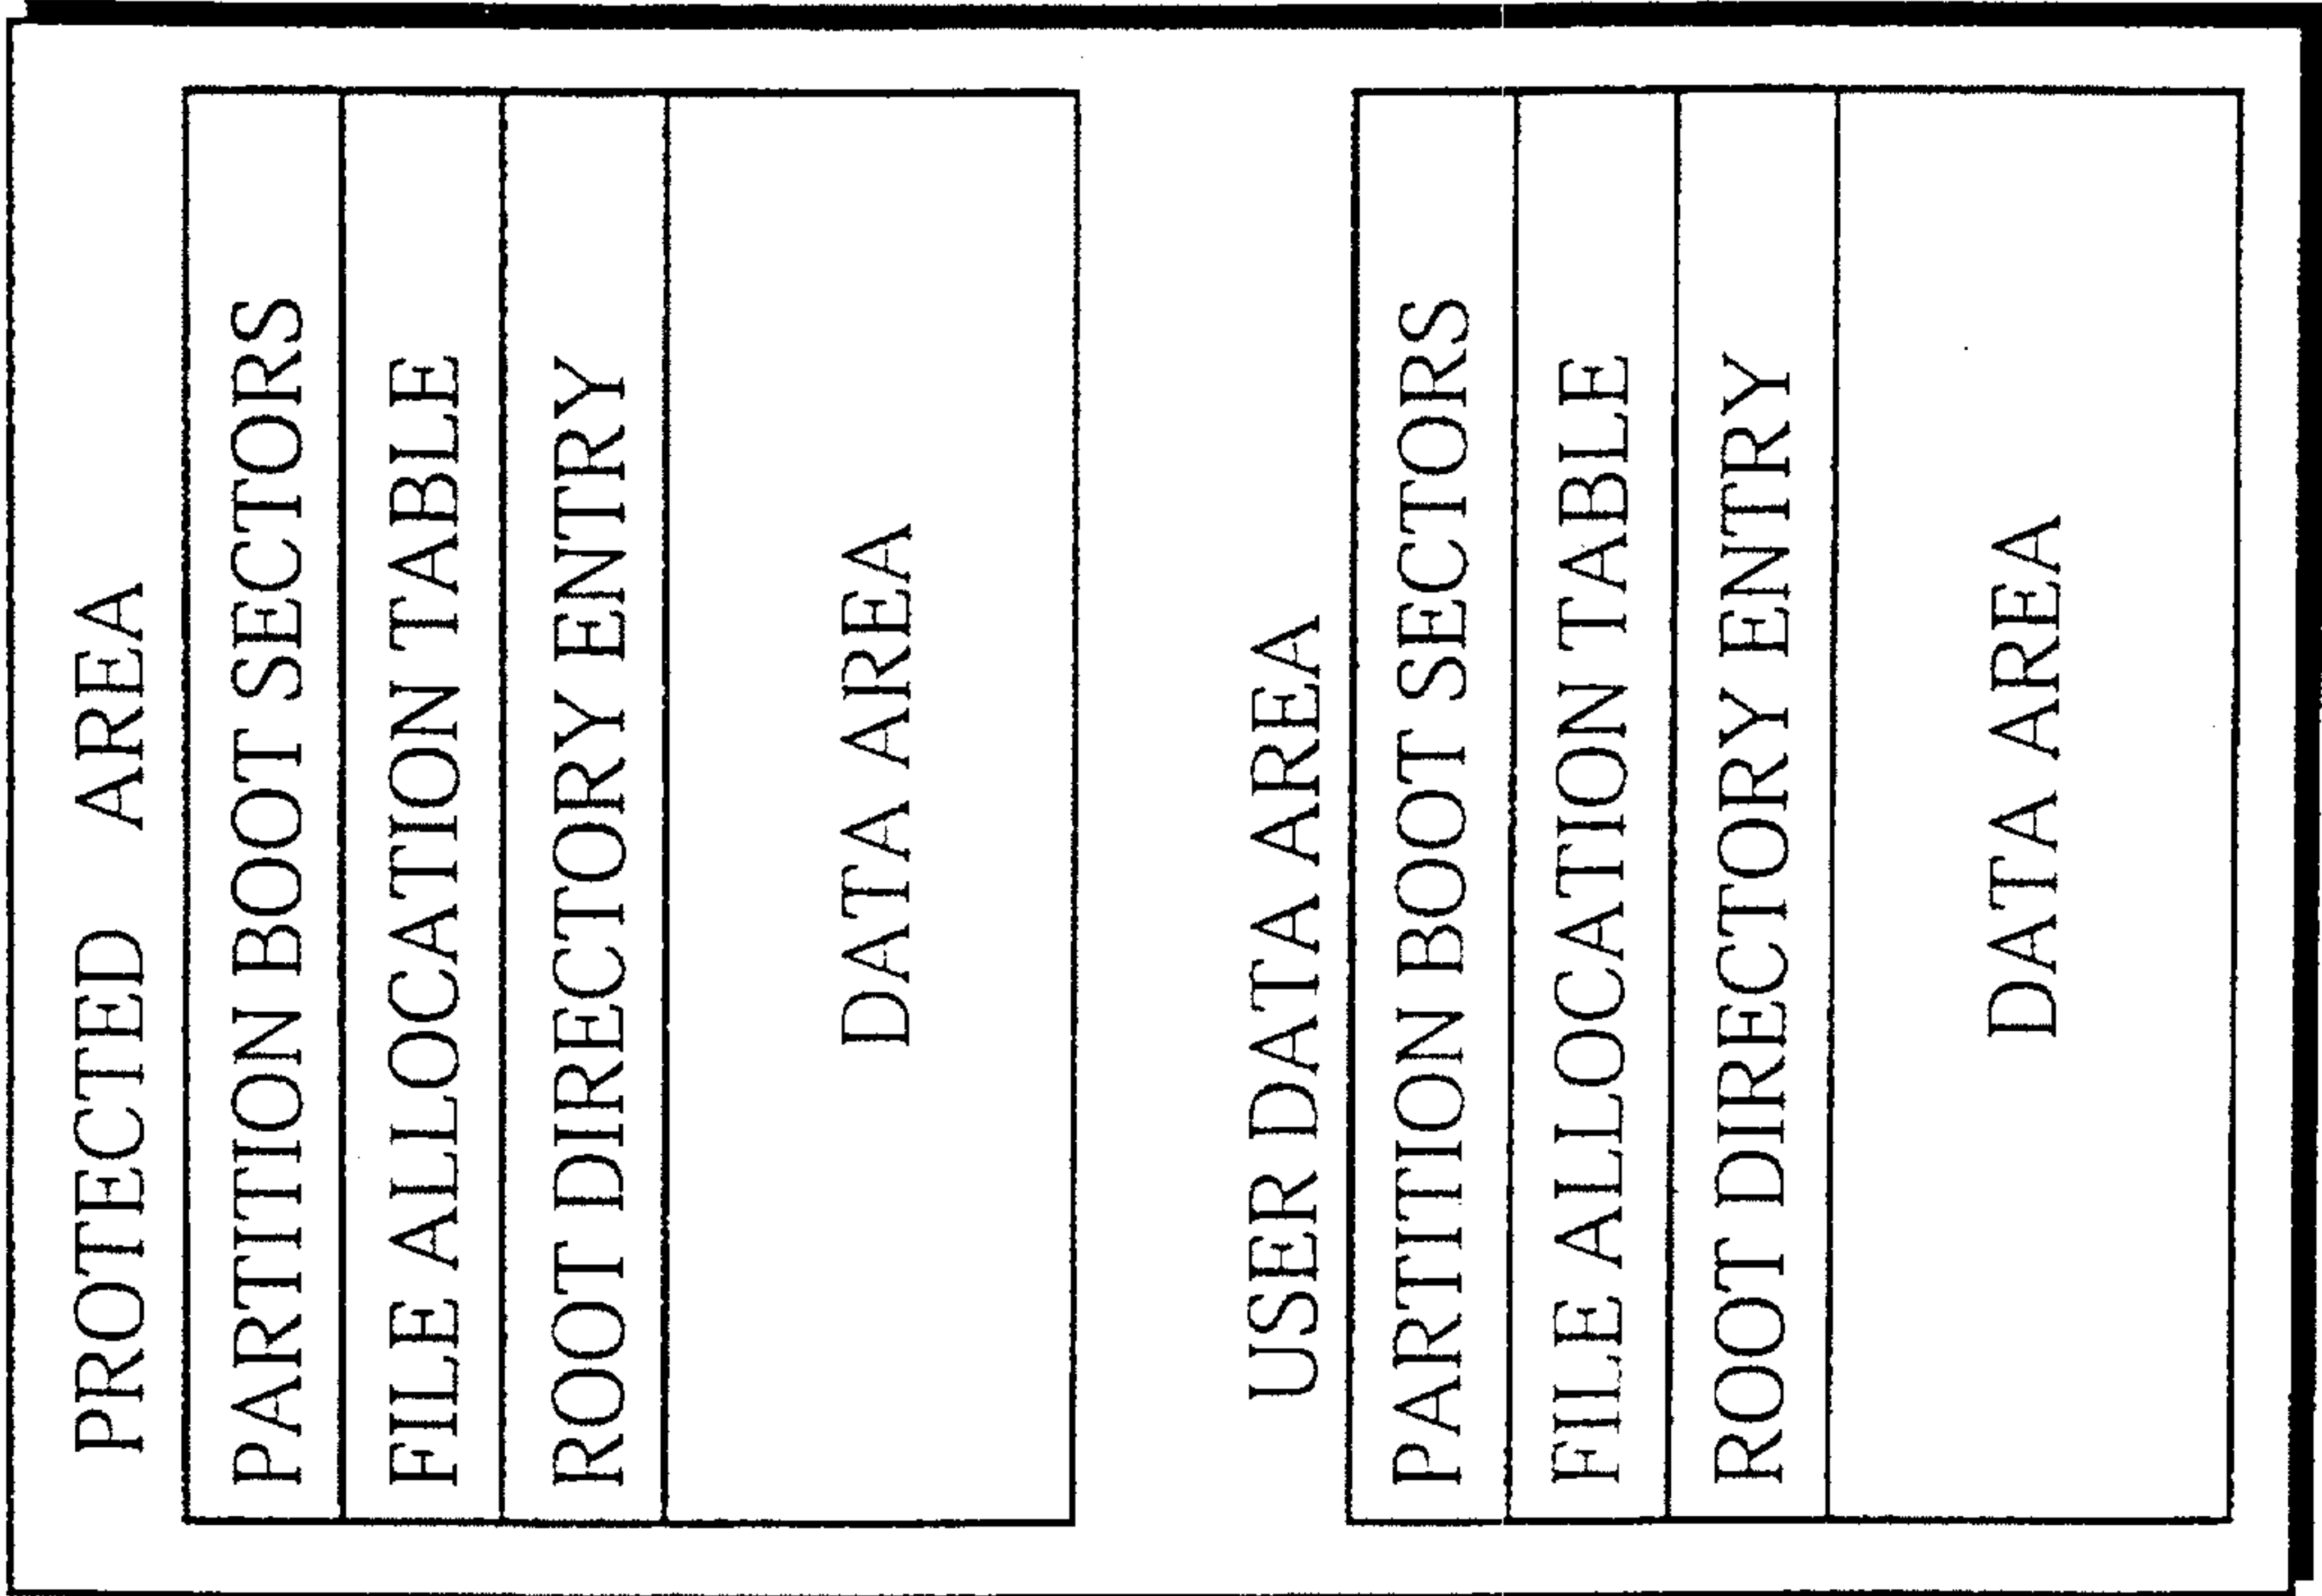 PROTECTED AREA
PARTITION BOOT SECTORS
FILE ALLOCATION TABLE
ROOT DIRECTORY ENTRY
DATA AREA
USER DATA AREA
PARTITION BOOT SECTORS
FILE ALLOCATION TABLE
ROOT DIRECTORY ENTRY
DATA AREA